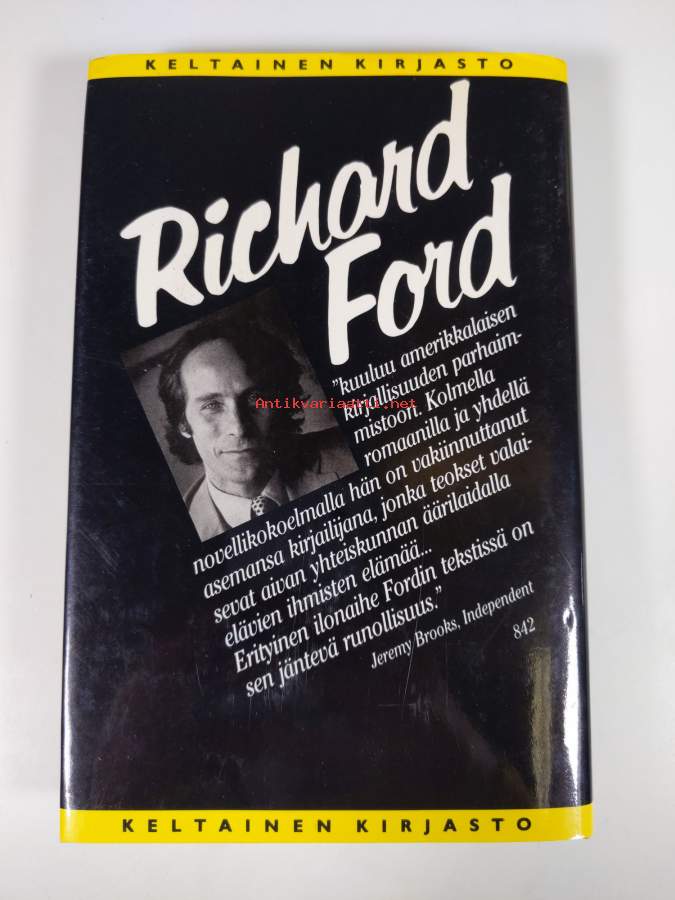 KELTAINEN KIRJASTO
Richard
Ford
"kuuluu amerikkalaisen
kirjallisuuden parhaim-
mistoon. Kolmella
romaanilla ja yhdellä
novellikokoelmalla hän on vakiinnuttanut
asemansa kirjailijana, jonka teokset valai-
sevat aivan yhteiskunnan äärilaidalla
elävien ihmisten elämää...
Erityinen ilonaihe Fordin tekstissä on
sen jäntevä runollisuus."
Jeremy Brooks, Independent
842
Antikvariaatti.net
KELTAINEN KIRJASTO